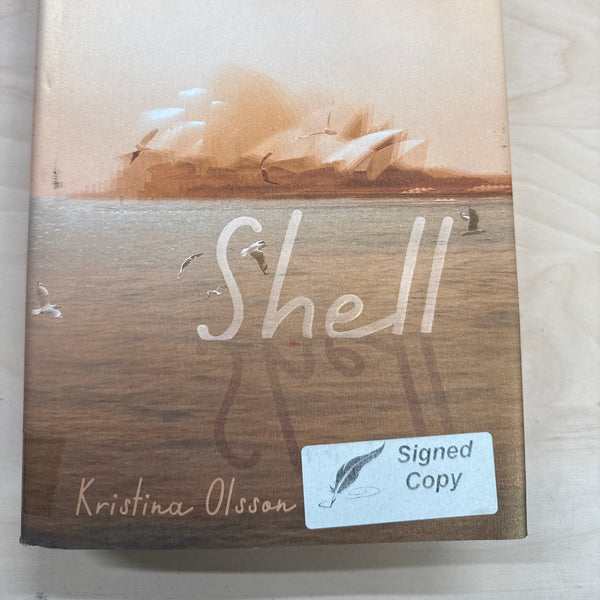 Shell
Kristina Olsson
Signed
Copy